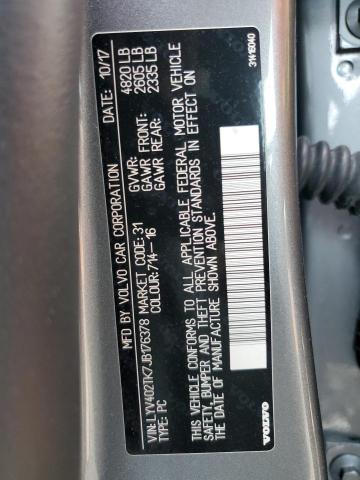 MFD. BY VOLVO CAR CORPORATION 10/17
GVWR: 4820 LB
GAWR FRONT: 2605 LB
GAWR REAR: 2335 LB
VIN: LYV402TK7JB176378 MARKET CODE: 31
TYPE: PC COLOUR: 714-16
THIS VEHICLE CONFORMS TO ALL APPLICABLE FEDERAL MOTOR VEHICLE
SAFETY, BUMPER AND THEFT PREVENTION STANDARDS IN EFFECT ON
THE DATE OF MANUFACTURE SHOWN ABOVE.
VOLVO
31416040